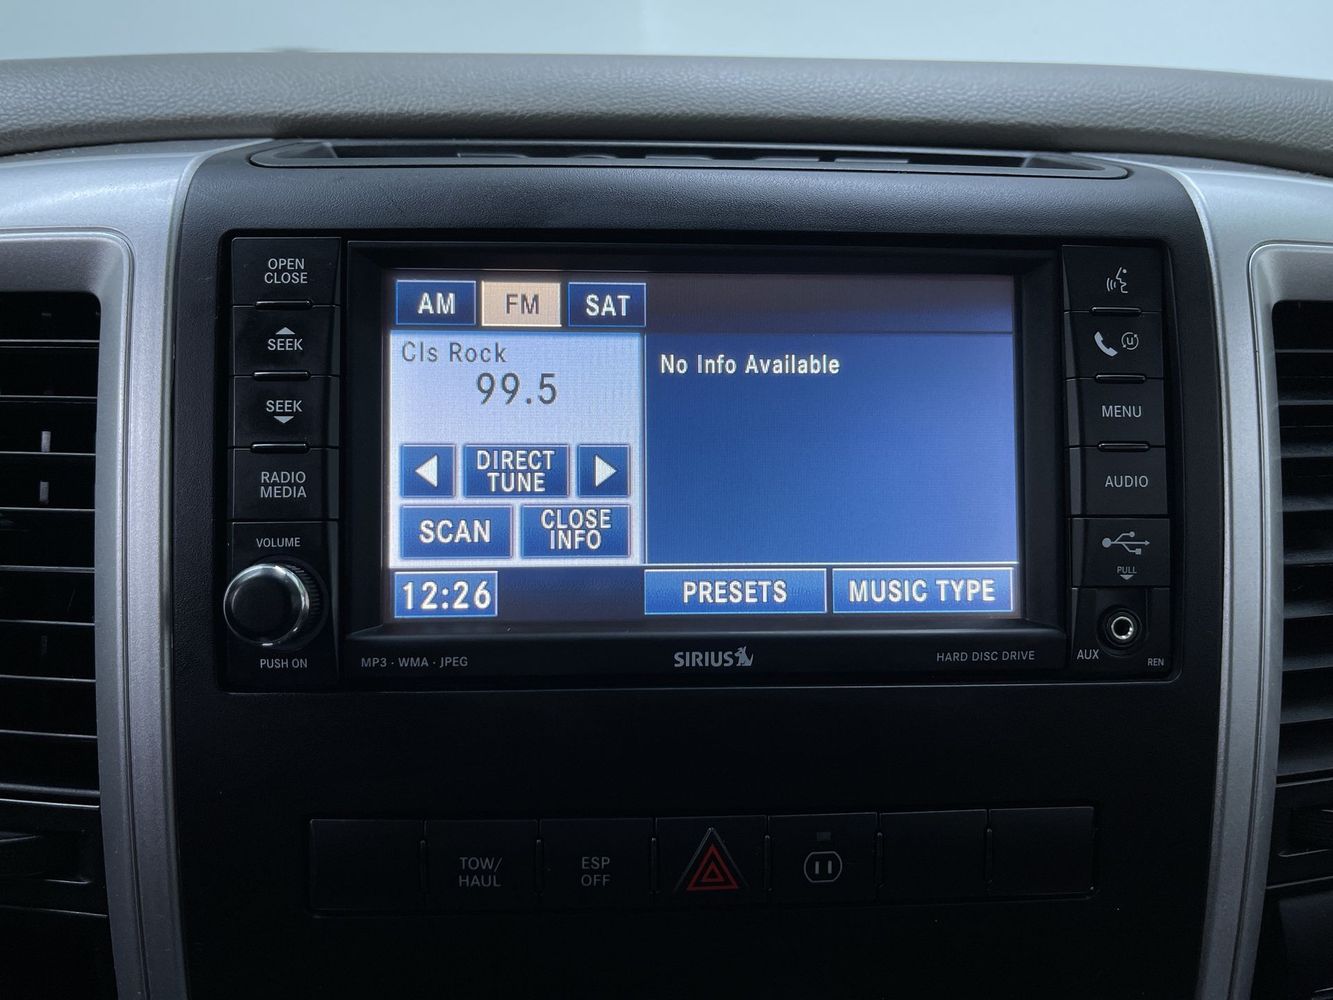 OPEN
CLOSE
SEEK
SEEK
RADIO
MEDIA
VOLUME
PUSH ON
AM FM SAT
Cls Rock
99.5
No Info Available
DIRECT
TUNE
SCAN
CLOSE
INFO
12:26
PRESETS
MUSIC TYPE
MP3 · WMA · JPEG
SIRIUS
HARD DISC DRIVE
MENU
AUDIO
PULL
AUX
REN
TOW/
HAUL
ESP
OFF